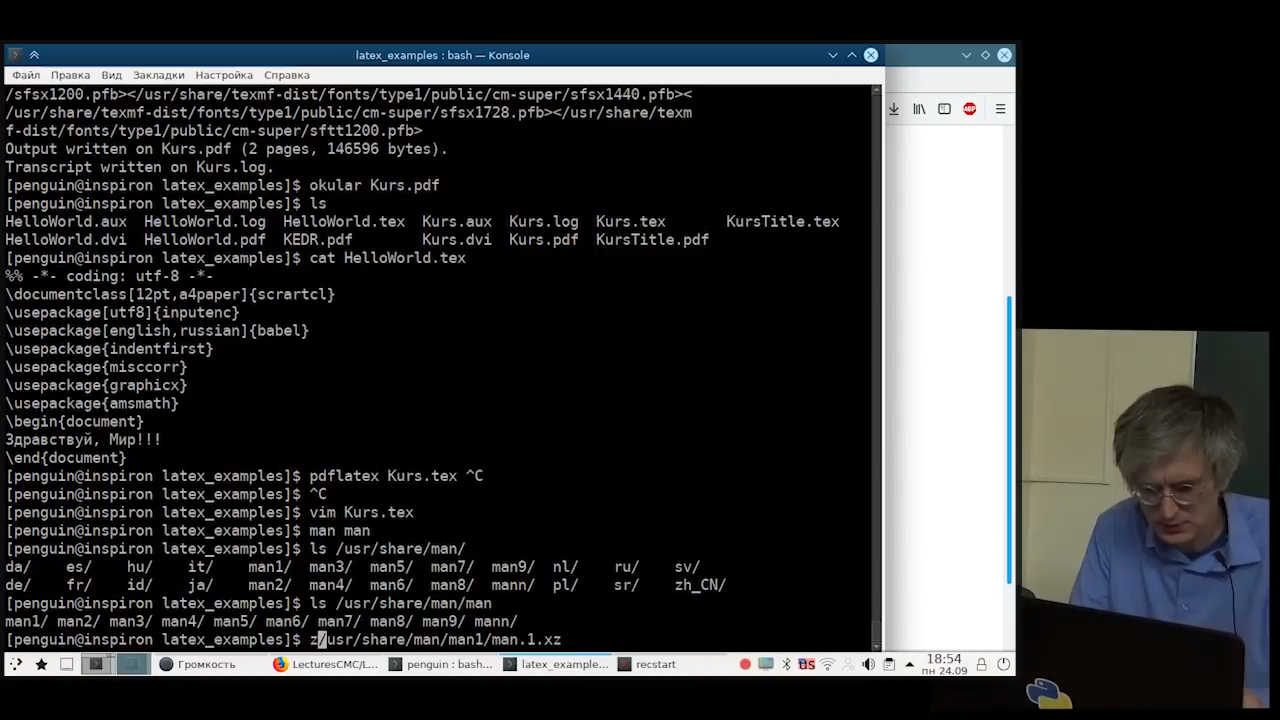 latex_examples : bash — Konsole
Файл Правка Вид Закладки Настройка Справка
/sfsx1200.pfb></usr/share/texmf-dist/fonts/type1/public/cm-super/sfsx1440.pfb><
/usr/share/texmf-dist/fonts/type1/public/cm-super/sfsx1728.pfb></usr/share/texm
f-dist/fonts/type1/public/cm-super/sftt1200.pfb>
Output written on Kurs.pdf (2 pages, 146596 bytes).
Transcript written on Kurs.log.
[penguin@inspiron latex_examples]$ okular Kurs.pdf
[penguin@inspiron latex_examples]$ ls
HelloWorld.aux HelloWorld.log HelloWorld.tex Kurs.aux Kurs.log Kurs.tex KursTitle.tex
HelloWorld.dvi HelloWorld.pdf KEDR.pdf Kurs.dvi Kurs.pdf KursTitle.pdf
[penguin@inspiron latex_examples]$ cat HelloWorld.tex
%% -*- coding: utf-8 -*-
\documentclass[12pt,a4paper]{scrartcl}
\usepackage[utf8]{inputenc}
\usepackage[english,russian]{babel}
\usepackage{indentfirst}
\usepackage{misccorr}
\usepackage{graphicx}
\usepackage{amsmath}
\begin{document}
Здравствуй, Мир!!!
\end{document}
[penguin@inspiron latex_examples]$ pdflatex Kurs.tex ^C
[penguin@inspiron latex_examples]$ ^C
[penguin@inspiron latex_examples]$ vim Kurs.tex
[penguin@inspiron latex_examples]$ man man
[penguin@inspiron latex_examples]$ ls /usr/share/man/
da/ es/ hu/ it/ man1/ man3/ man5/ man7/ man9/ nl/ ru/ sv/
de/ fr/ id/ ja/ man2/ man4/ man6/ man8/ mann/ pl/ sr/ zh_CN/
[penguin@inspiron latex_examples]$ ls /usr/share/man/man
man1/ man2/ man3/ man4/ man5/ man6/ man7/ man8/ man9/ mann/
[penguin@inspiron latex_examples]$ z/usr/share/man/man1/man.1.xz
Громкость LecturesCMC/L... penguin : bash... latex_example... recstart us 18:54
пн 24.09
ABP